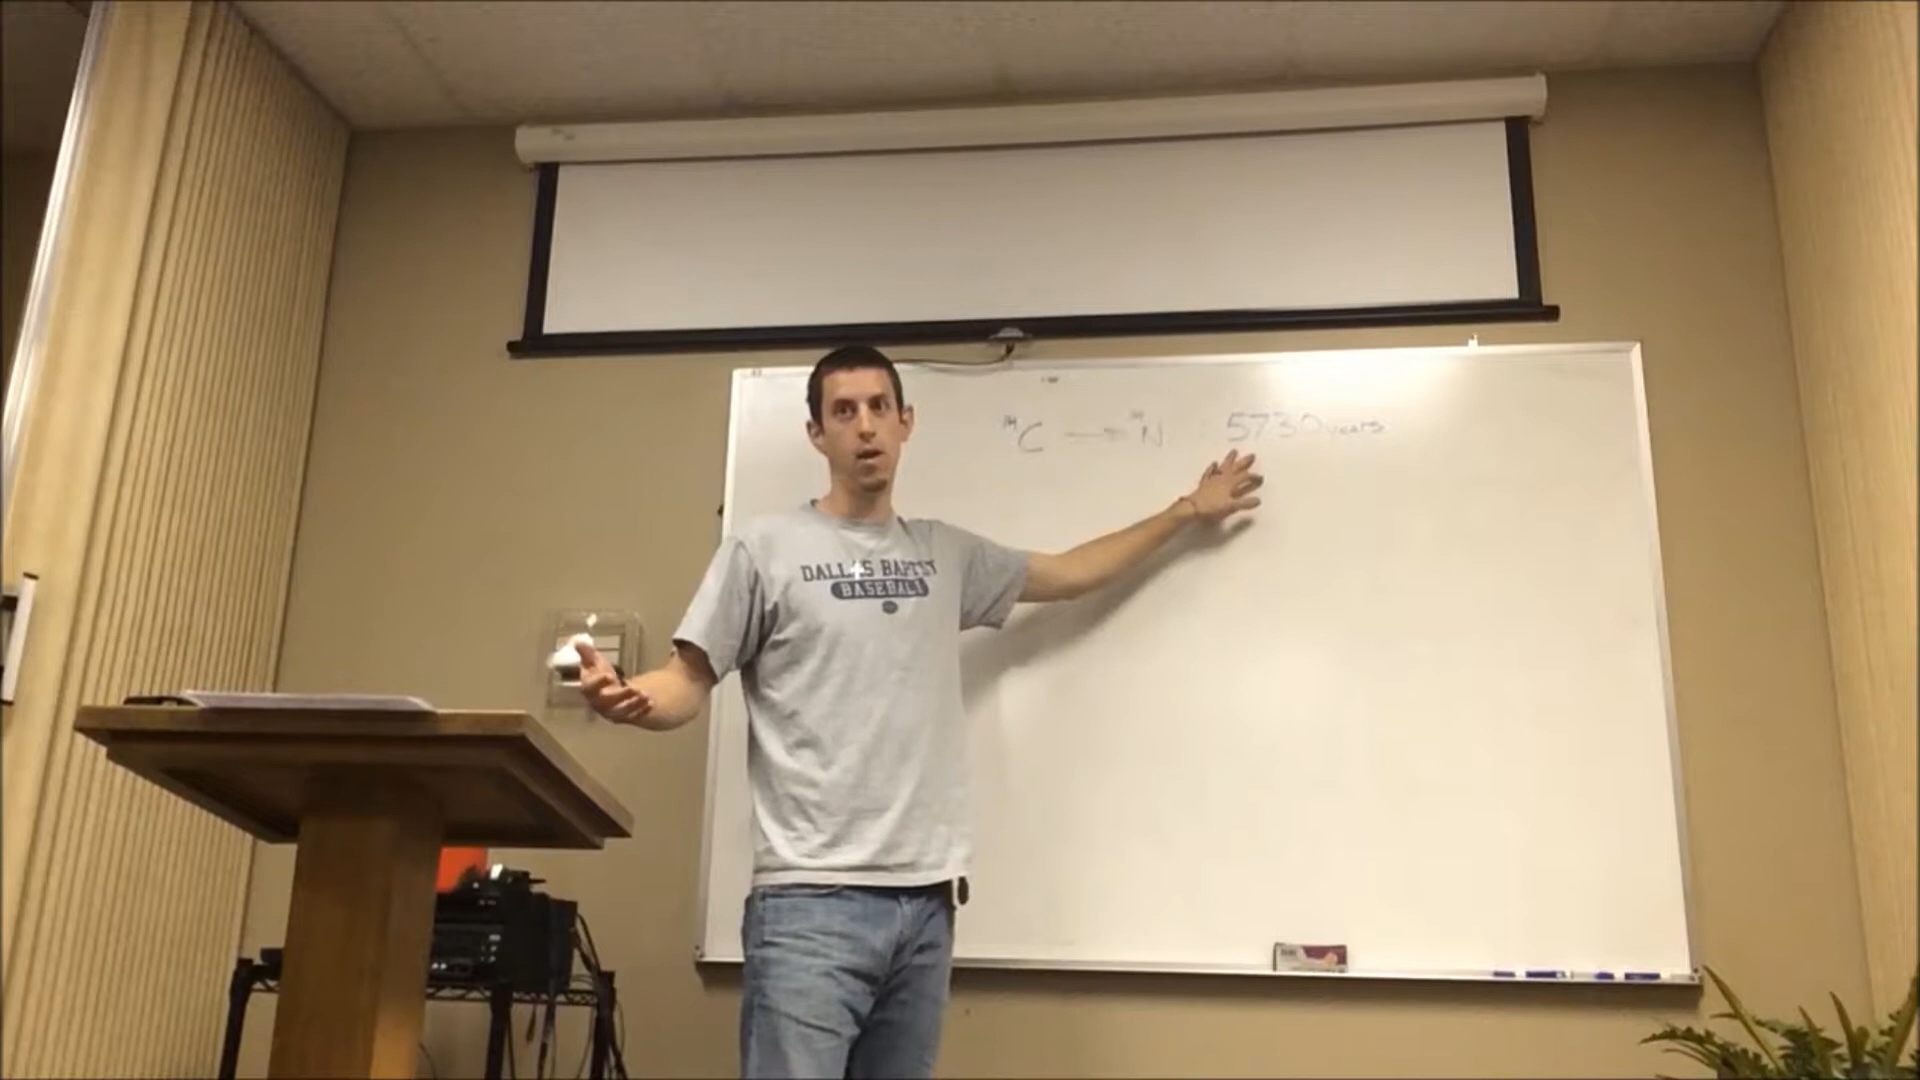 ¹⁴C → ¹⁴N : 5730 years
DALLAS BAPTIST
BASEBALL